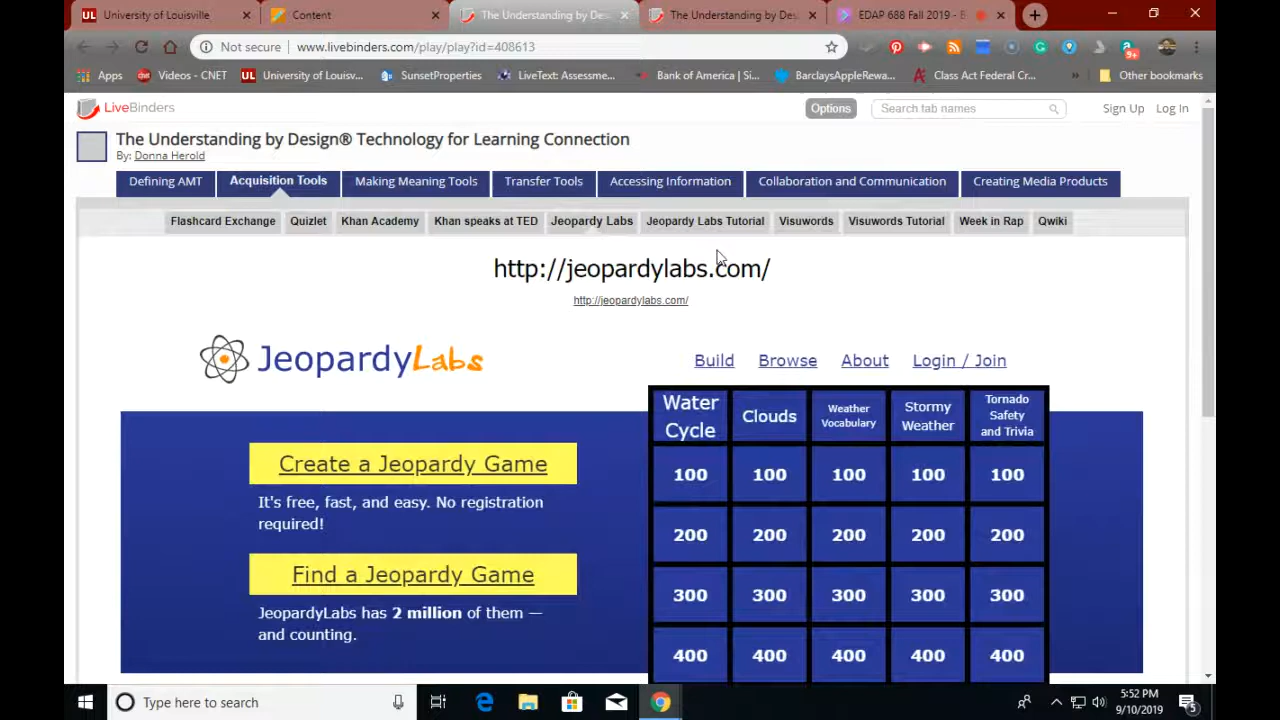 University of Louisville
Content
The Understanding by Des
The Understanding by Des
EDAP 688 Fall 2019 - B
Not secure
www.livebinders.com/play/play?id=408613
Apps
Videos - CNET
University of Louisv...
SunsetProperties
LiveText: Assessme...
Bank of America | Si...
BarclaysAppleRewa...
Class Act Federal Cr...
»
Other bookmarks
LiveBinders
Options
Search tab names
Sign Up
Log In
The Understanding by Design® Technology for Learning Connection
By: Donna Herold
Defining AMT
Acquisition Tools
Making Meaning Tools
Transfer Tools
Accessing Information
Collaboration and Communication
Creating Media Products
Flashcard Exchange
Quizlet
Khan Academy
Khan speaks at TED
Jeopardy Labs
Jeopardy Labs Tutorial
Visuwords
Visuwords Tutorial
Week in Rap
Qwiki
http://jeopardylabs.com/
http://jeopardylabs.com/
JeopardyLabs
Build
Browse
About
Login / Join
Create a Jeopardy Game
It's free, fast, and easy. No registration
required!
Find a Jeopardy Game
JeopardyLabs has 2 million of them —
and counting.
Water
Cycle
Clouds
Weather
Vocabulary
Stormy
Weather
Tornado
Safety
and Trivia
100 100 100 100 100
200 200 200 200 200
300 300 300 300 300
400 400 400 400 400
Type here to search
5:52 PM
9/10/2019
5